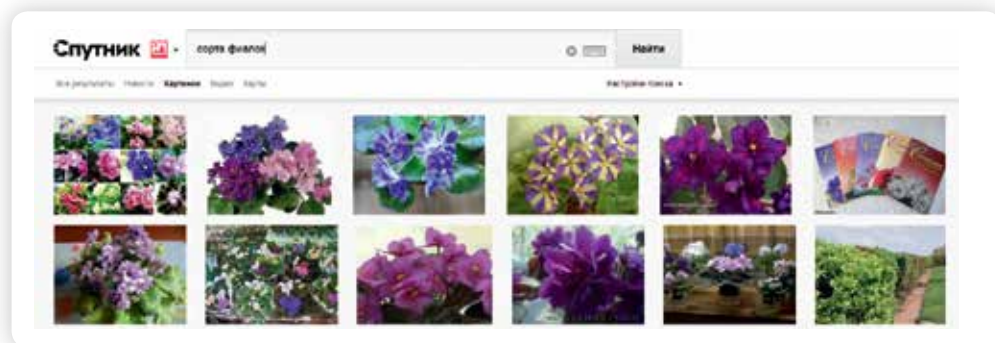 Спутник сорта фиалок Найти
Все результаты Новости Картинки Видео Карты Настройки поиска